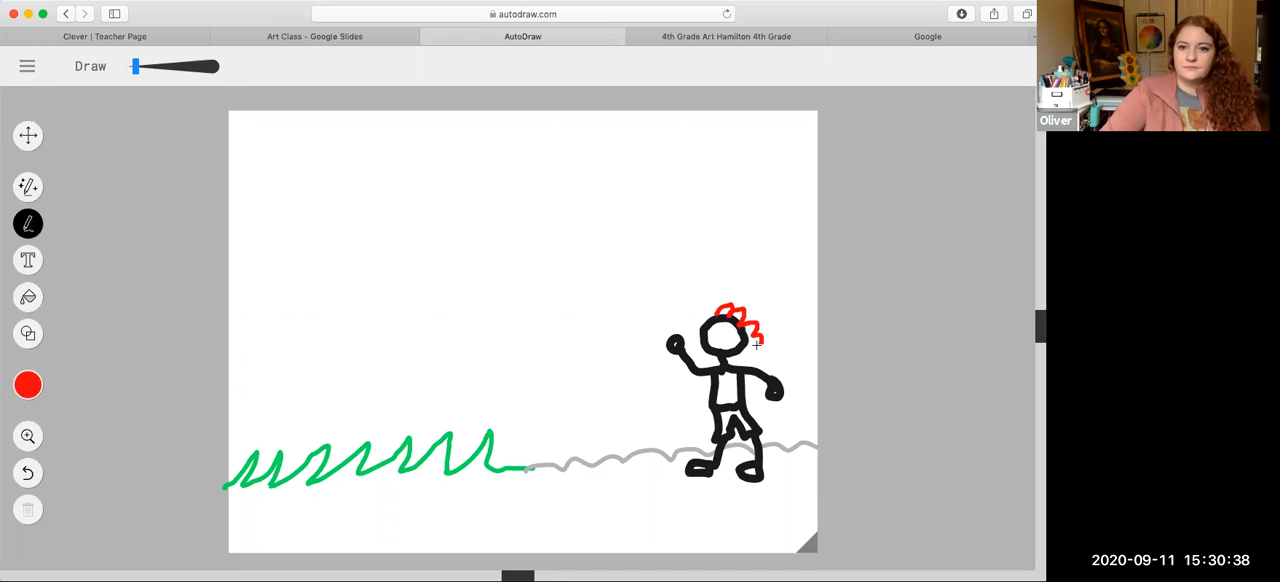 autodraw.com
Clever | Teacher Page
Art Class - Google Slides
AutoDraw
4th Grade Art Hamilton 4th Grade
Google
Draw
T
Oliver
2020-09-11 15:30:38